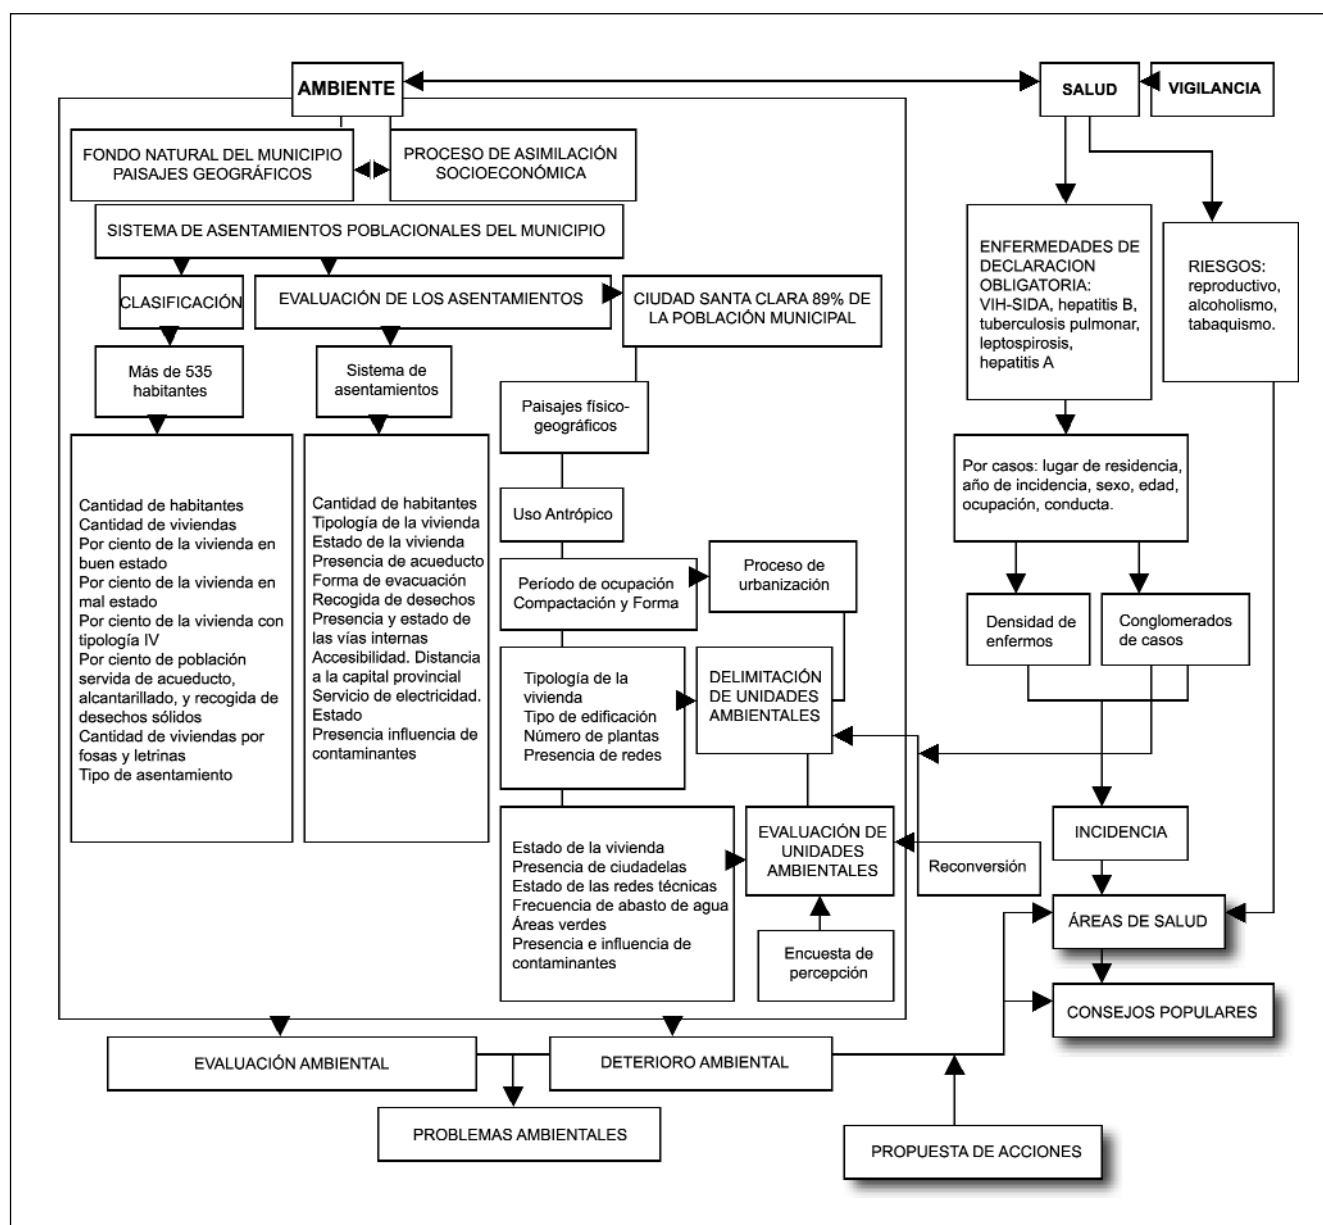 AMBIENTE
SALUD
VIGILANCIA
FONDO NATURAL DEL MUNICIPIO
PAISAJES GEOGRÁFICOS
PROCESO DE ASIMILACIÓN
SOCIOECONÓMICA
SISTEMA DE ASENTAMIENTOS POBLACIONALES DEL MUNICIPIO
CLASIFICACIÓN
EVALUACIÓN DE LOS ASENTAMIENTOS
CIUDAD SANTA CLARA 89% DE
LA POBLACIÓN MUNICIPAL
Más de 535
habitantes
Sistema de
asentamientos
Cantidad de habitantes
Cantidad de viviendas
Por ciento de la vivienda en
buen estado
Por ciento de la vivienda en
mal estado
Por ciento de la vivienda con
tipología IV
Por ciento de población
servida de acueducto,
alcantarillado, y recogida de
desechos sólidos
Cantidad de viviendas por
fosas y letrinas
Tipo de asentamiento
Cantidad de habitantes
Tipología de la vivienda
Estado de la vivienda
Presencia de acueducto
Forma de evacuación
Recogida de desechos
Presencia y estado de
las vías internas
Accesibilidad. Distancia
a la capital provincial
Servicio de electricidad.
Estado
Presencia influencia de
contaminantes
Paisajes físico-
geográficos
Uso Antrópico
Período de ocupación
Compactación y Forma
Proceso de
urbanización
Tipología de la
vivienda
Tipo de edificación
Número de plantas
Presencia de redes
DELIMITACIÓN
DE UNIDADES
AMBIENTALES
Estado de la vivienda
Presencia de ciudadelas
Estado de las redes técnicas
Frecuencia de abasto de agua
Áreas verdes
Presencia e influencia de
contaminantes
EVALUACIÓN DE
UNIDADES
AMBIENTALES
Encuesta de
percepción
Reconversión
ENFERMEDADES DE
DECLARACION
OBLIGATORIA:
VIH-SIDA, hepatitis B,
tuberculosis pulmonar,
leptospirosis,
hepatitis A
RIESGOS:
reproductivo,
alcoholismo,
tabaquismo.
Por casos: lugar de residencia,
año de incidencia, sexo, edad,
ocupación, conducta.
Densidad de
enfermos
Conglomerados
de casos
INCIDENCIA
ÁREAS DE SALUD
CONSEJOS POPULARES
EVALUACIÓN AMBIENTAL
DETERIORO AMBIENTAL
PROBLEMAS AMBIENTALES
PROPUESTA DE ACCIONES